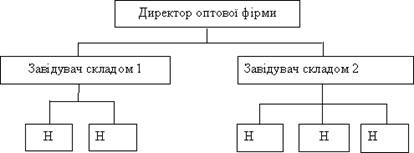 Директор оптової фірми
Завідувач складом 1
Завідувач складом 2
Н
Н
Н
Н
Н